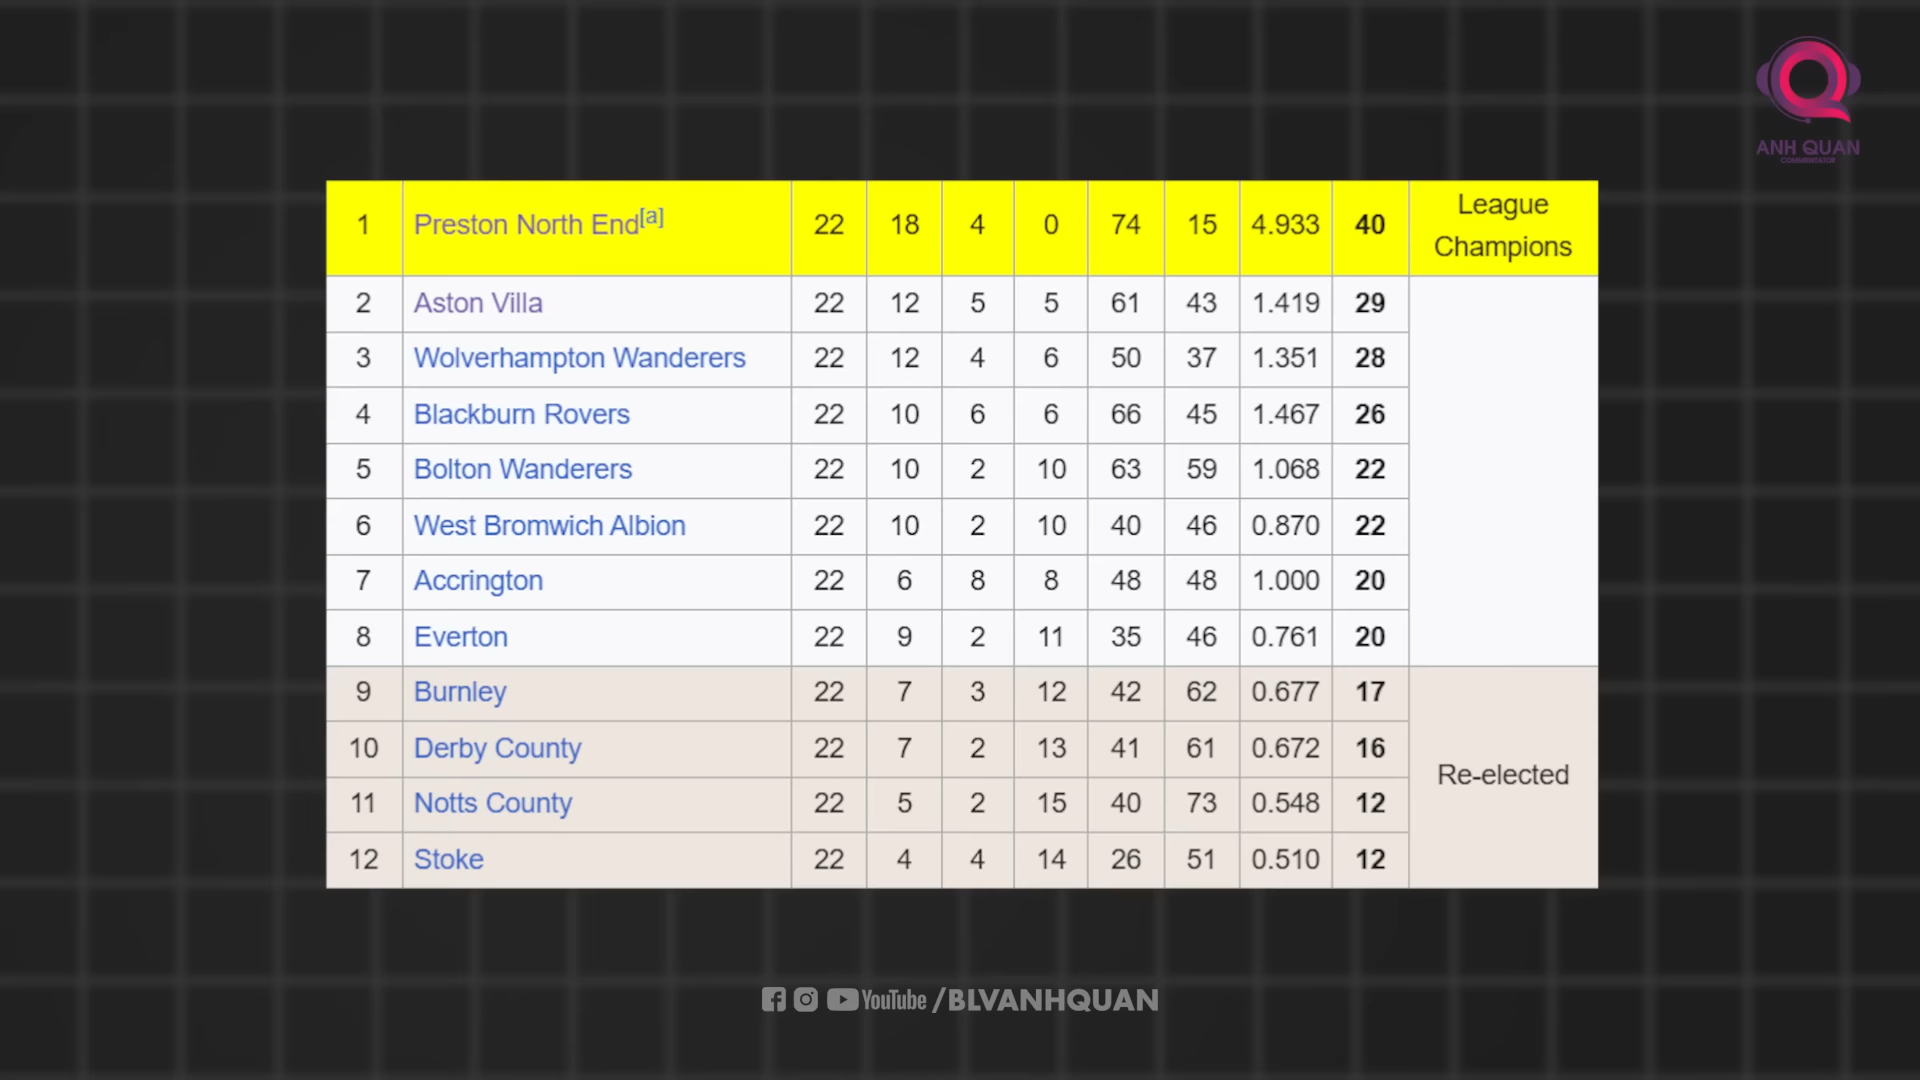 ANH QUAN
COMMENTATOR
1 Preston North End[a] 22 18 4 0 74 15 4.933 40 League Champions
2 Aston Villa 22 12 5 5 61 43 1.419 29
3 Wolverhampton Wanderers 22 12 4 6 50 37 1.351 28
4 Blackburn Rovers 22 10 6 6 66 45 1.467 26
5 Bolton Wanderers 22 10 2 10 63 59 1.068 22
6 West Bromwich Albion 22 10 2 10 40 46 0.870 22
7 Accrington 22 6 8 8 48 48 1.000 20
8 Everton 22 9 2 11 35 46 0.761 20
9 Burnley 22 7 3 12 42 62 0.677 17
10 Derby County 22 7 2 13 41 61 0.672 16
Re-elected
11 Notts County 22 5 2 15 40 73 0.548 12
12 Stoke 22 4 4 14 26 51 0.510 12
YouTube /BLVANHQUAN